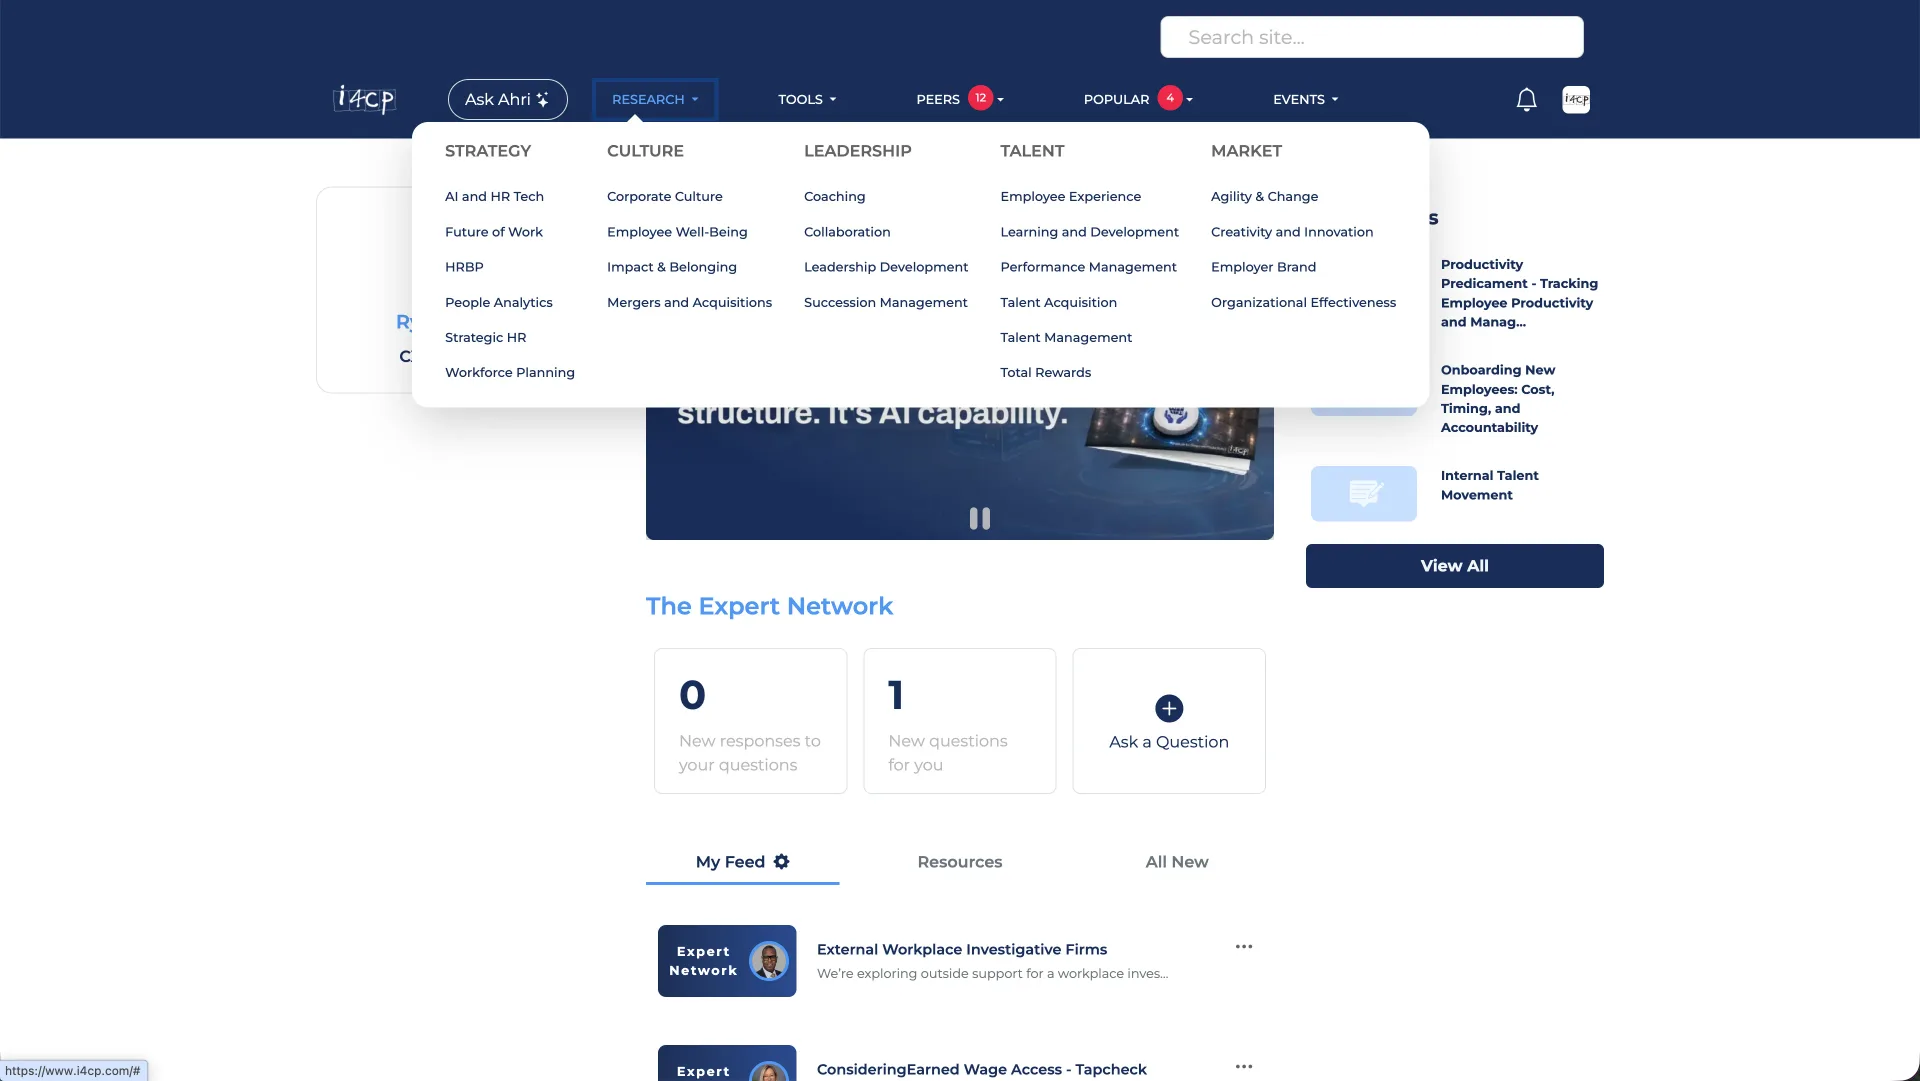 Search site...
i4cp
Ask Ahri
RESEARCH
TOOLS
PEERS 12
POPULAR 4
EVENTS
i4cp
STRATEGY
AI and HR Tech
Future of Work
HRBP
People Analytics
Strategic HR
Workforce Planning
CULTURE
Corporate Culture
Employee Well-Being
Impact & Belonging
Mergers and Acquisitions
LEADERSHIP
Coaching
Collaboration
Leadership Development
Succession Management
TALENT
Employee Experience
Learning and Development
Performance Management
Talent Acquisition
Talent Management
Total Rewards
MARKET
Agility & Change
Creativity and Innovation
Employer Brand
Organizational Effectiveness
structure. It's AI capability.
i4cp
Productivity
Predicament - Tracking
Employee Productivity
and Manag...
Onboarding New
Employees: Cost,
Timing, and
Accountability
Internal Talent
Movement
View All
The Expert Network
0
New responses to
your questions
1
New questions
for you
Ask a Question
My Feed
Resources
All New
Expert
Network
External Workplace Investigative Firms
We're exploring outside support for a workplace inves...
Expert
ConsideringEarned Wage Access - Tapcheck
https://www.i4cp.com/#